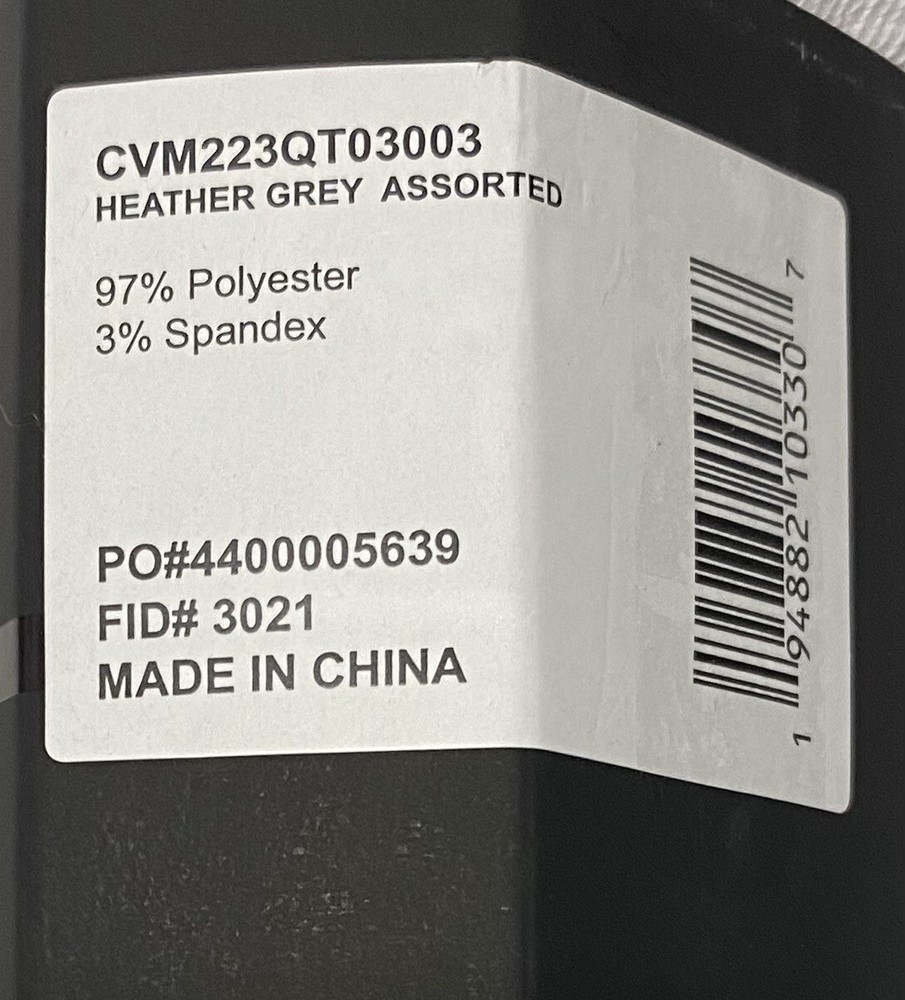 CVM223QT03003
HEATHER GREY ASSORTED
97% Polyester
3% Spandex
PO#4400005639
FID# 3021
MADE IN CHINA
1 94882 10330 7